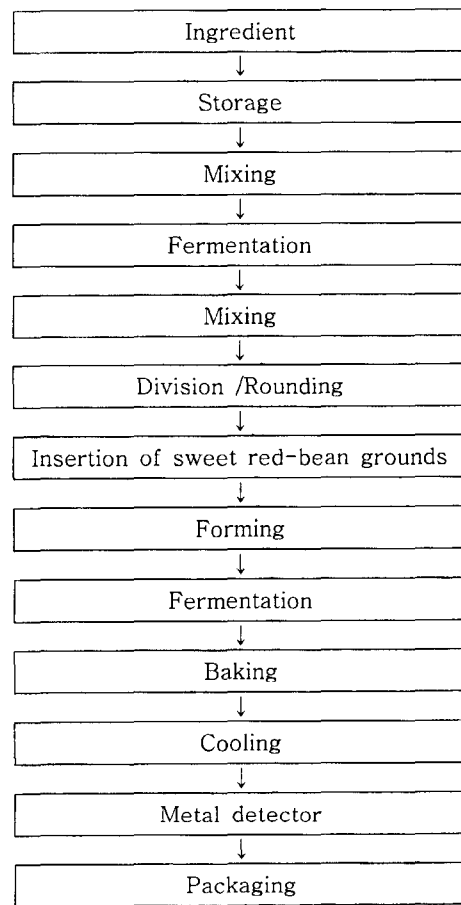 Ingredient
↓
Storage
↓
Mixing
↓
Fermentation
↓
Mixing
↓
Division /Rounding
↓
Insertion of sweet red-bean grounds
↓
Forming
↓
Fermentation
↓
Baking
↓
Cooling
↓
Metal detector
↓
Packaging